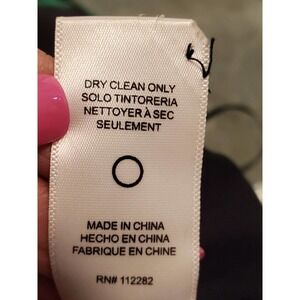 DRY CLEAN ONLY
SOLO TINTORERIA
NETTOYER À SEC
SEULEMENT
MADE IN CHINA
HECHO EN CHINA
FABRIQUE EN CHINE
RN# 112282